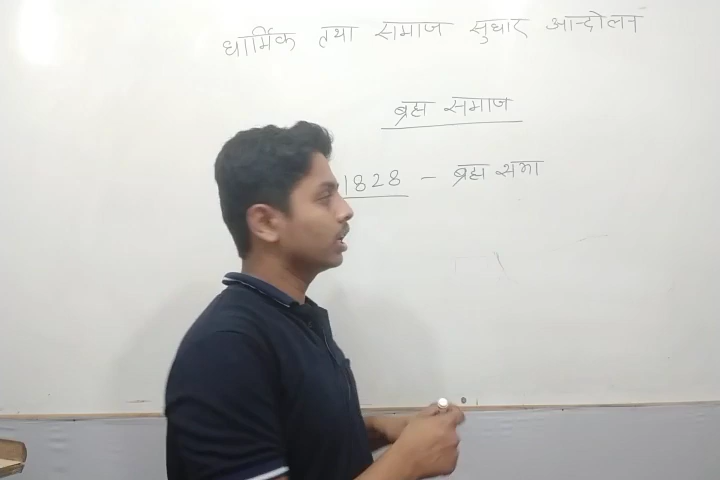 धार्मिक तथा समाज सुधार आन्दोलन
ब्रह्म समाज
1828 - ब्रह्म सभा